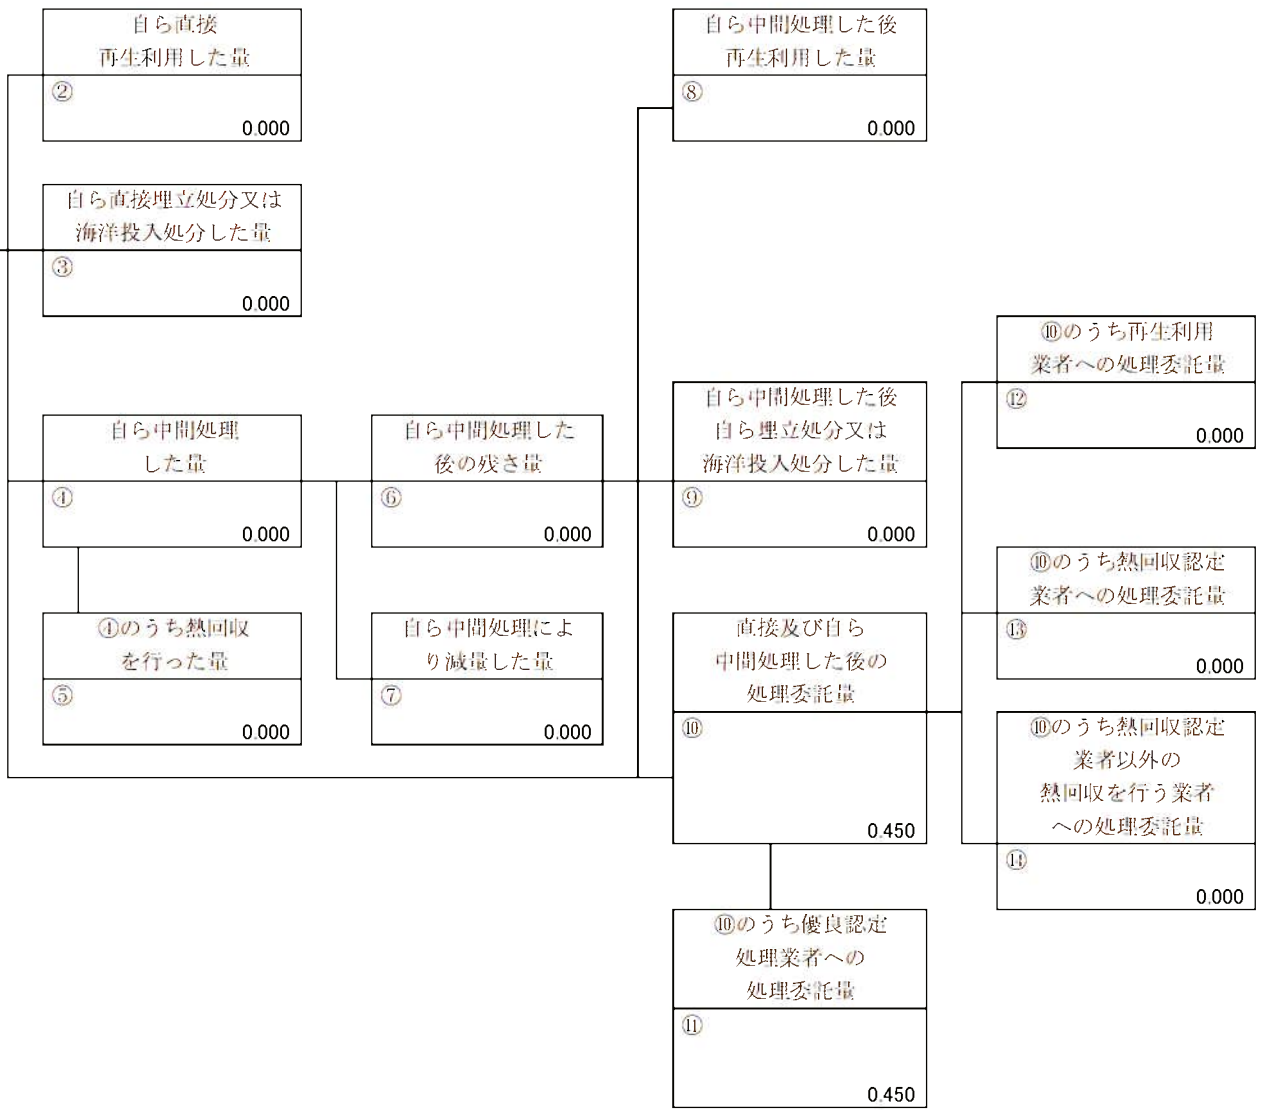 自ら直接
再生利用した量
②
0.000
自ら中間処理した後
再生利用した量
⑧
0.000
自ら直接埋立処分又は
海洋投入処分した量
③
0.000
⑩のうち再生利用
業者への処理委託量
⑫
0.000
自ら中間処理
した量
④
0.000
自ら中間処理した
後の残さ量
⑥
0.000
自ら中間処理した後
自ら埋立処分又は
海洋投入処分した量
⑨
0.000
⑩のうち熱回収認定
業者への処理委託量
⑬
0.000
④のうち熱回収
を行った量
⑤
0.000
自ら中間処理によ
り減量した量
⑦
0.000
直接及び自ら
中間処理した後の
処理委託量
⑩
0.450
⑩のうち熱回収認定
業者以外の
熱回収を行う業者
への処理委託量
⑭
0.000
⑩のうち優良認定
処理業者への
処理委託量
⑪
0.450